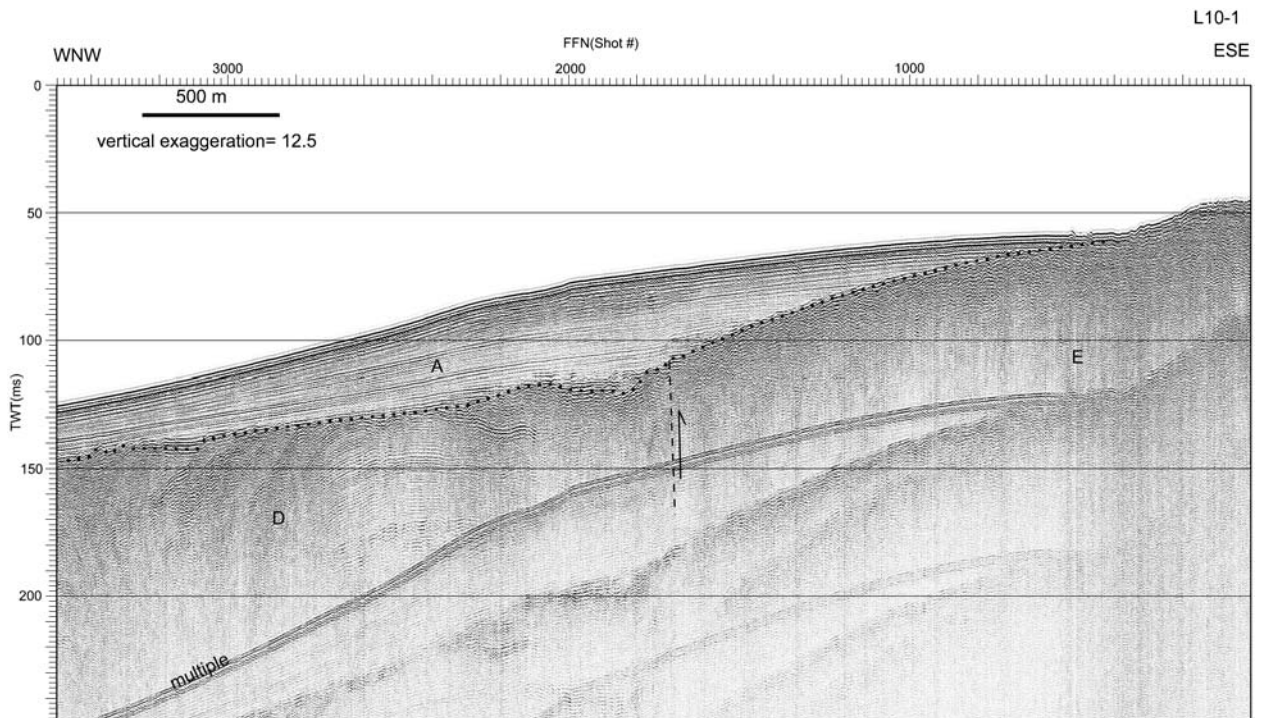 L10-1
WNW
FFN(Shot #)
ESE
3000
2000
1000
0
500 m
vertical exaggeration= 12.5
50
100
A
E
TWT(ms)
150
D
200
multiple